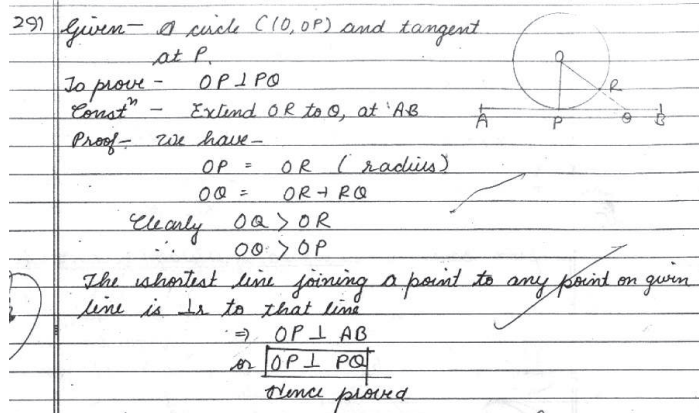 29) Given - A circle C(O, OP) and tangent
at P.
To prove - OP ⊥ PQ
Constⁿ - Extend OR to Q, at AB
Proof - We have -
OP = OR (radius)
OQ = OR + RQ
Clearly OQ > OR
∴ OQ > OP
The shortest line joining a point to any point on given
line is ⊥r to that line
⇒ OP ⊥ AB
or OP ⊥ PQ
Hence proved
O
R
A P Q B